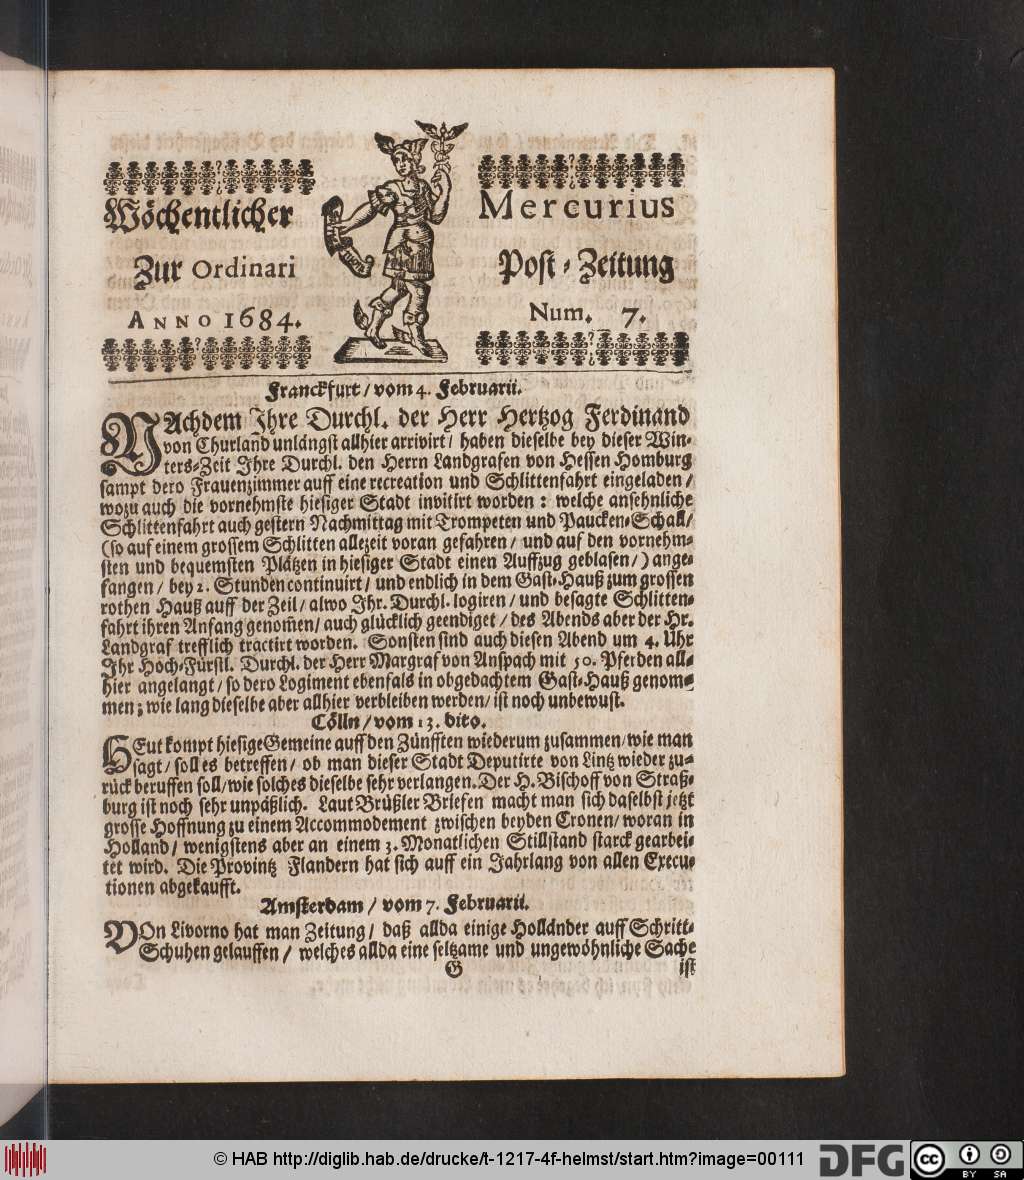 Wöchentlicher Mercurius
Zur Ordinari Post-Zeitung
ANNO 1684. Num. 7.
Franckfurt / vom 4. Februarii.
NAchdem Ihre Durchl. der Herr Hertzog Ferdinand
von Churland unlängst allhier arrivirt / haben dieselbe bey dieser Win-
ters-Zeit Ihre Durchl. den Herrn Landgrafen von Hessen Homburg
sampt dero Frauenzimmer auff eine recreation und Schlittenfahrt eingeladen /
wozu auch die vornehmste hiesiger Stadt invitirt worden : welche ansehnliche
Schlittenfahrt auch gestern Nachmittag mit Trompeten und Paucken-Schall /
(so auf einem grossem Schlitten allezeit voran gefahren / und auf den vornehm-
sten und bequemsten Plätzen in hiesiger Stadt einen Auffzug geblasen /) ange-
fangen / bey 2. Stunden continuirt / und endlich in dem Gast-Hauß zum grossen
rothen Hauß auff der Zeil / alwo Ihr. Durchl. logiren / und besagte Schlitten-
fahrt ihren Anfang genom̃en / auch glücklich geendiget / des Abends aber der Hr.
Landgraf trefflich tractirt worden. Sonsten sind auch diesen Abend um 4. Uhr
Ihr Hoch-Fürstl. Durchl. der Herr Margraf von Anspach mit 50. Pferden all-
hier angelangt / so dero Logiment ebenfals in obgedachtem Gast-Hauß genom-
men ; wie lang dieselbe aber allhier verbleiben werden / ist noch unbewust.
Cölln / vom 13. dito.
HEut kompt hiesige Gemeine auff den Zünfften wiederum zusammen / wie man
sagt / soll es betreffen / ob man dieser Stadt Deputirte von Lintz wieder zu-
rück beruffen soll / wie solches dieselbe sehr verlangen. Der H. Bischoff von Straß-
burg ist noch sehr unpäßlich. Laut Brüßler Briefen macht man sich daselbst jetzt
grosse Hoffnung zu einem Accommodement zwischen beyden Cronen / woran in
Holland / wenigstens aber an einem 3. Monatlichen Stillstand starck gearbei-
tet wird. Die Provintz Flandern hat sich auff ein Jahrlang von allen Execu-
tionen abgekaufft.
Amsterdam / vom 7. Februarii.
VOn Livorno hat man Zeitung / daß allda einige Holländer auff Schritt-
Schuhen gelauffen / welches allda eine seltzame und ungewöhnliche Sache
G ist
© HAB http://diglib.hab.de/drucke/t-1217-4f-helmst/start.htm?image=00111
DFG
cc BY SA